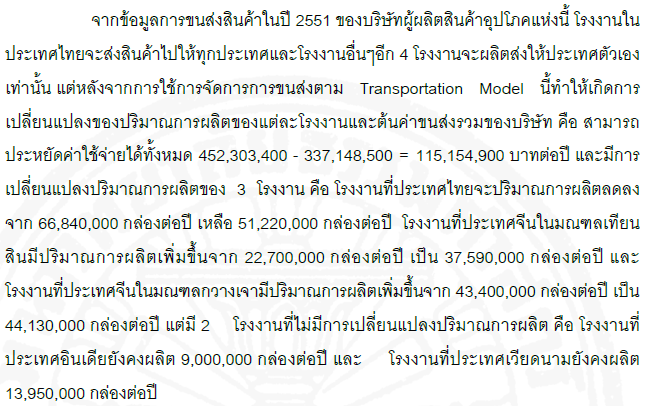 จากข้อมูลการขนส่งสินค้าในปี 2551 ของบริษัทผู้ผลิตสินค้าอุปโภคแห่งนี้ โรงงานใน
ประเทศไทยจะส่งสินค้าไปให้ทุกประเทศและโรงงานอื่นๆอีก 4 โรงงานจะผลิตส่งให้ประเทศตัวเอง
เท่านั้น แต่หลังจากการใช้การจัดการการขนส่งตาม Transportation Model นี้ทำให้เกิดการ
เปลี่ยนแปลงของปริมาณการผลิตของแต่ละโรงงานและต้นค่าขนส่งรวมของบริษัท คือ สามารถ
ประหยัดค่าใช้จ่ายได้ทั้งหมด 452,303,400 - 337,148,500 = 115,154,900 บาทต่อปี และมีการ
เปลี่ยนแปลงปริมาณการผลิตของ 3 โรงงาน คือ โรงงานที่ประเทศไทยจะปริมาณการผลิตลดลง
จาก 66,840,000 กล่องต่อปี เหลือ 51,220,000 กล่องต่อปี โรงงานที่ประเทศจีนในมณฑลเทียน
สินมีปริมาณการผลิตเพิ่มขึ้นจาก 22,700,000 กล่องต่อปี เป็น 37,590,000 กล่องต่อปี และ
โรงงานที่ประเทศจีนในมณฑลกวางเจามีปริมาณการผลิตเพิ่มขึ้นจาก 43,400,000 กล่องต่อปี เป็น
44,130,000 กล่องต่อปี แต่มี 2 โรงงานที่ไม่มีการเปลี่ยนแปลงปริมาณการผลิต คือ โรงงานที่
ประเทศอินเดียยังคงผลิต 9,000,000 กล่องต่อปี และ โรงงานที่ประเทศเวียดนามยังคงผลิต
13,950,000 กล่องต่อปี